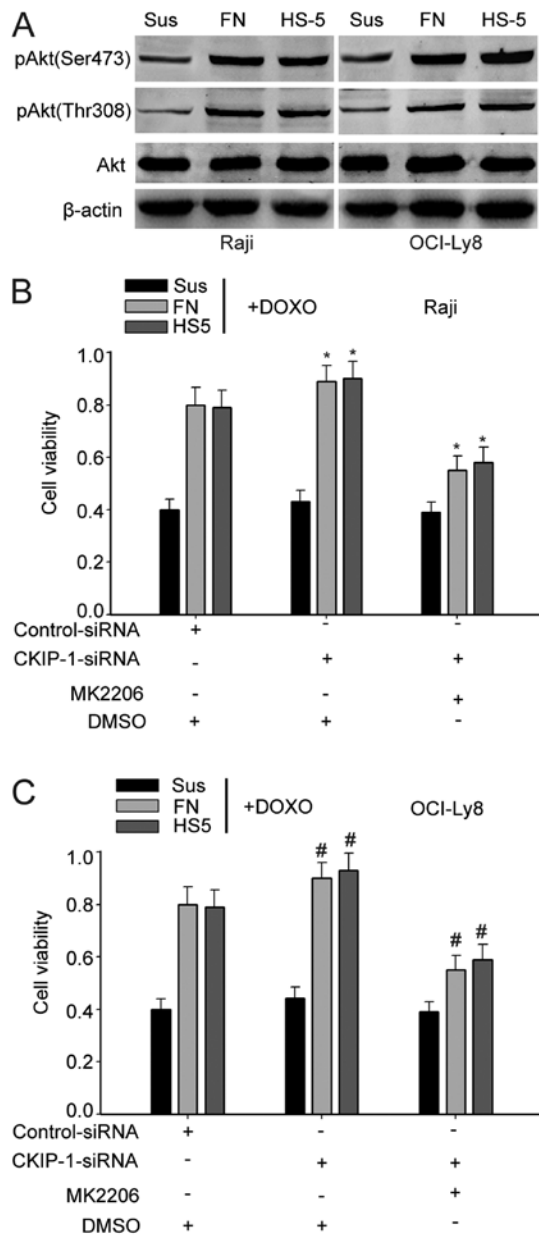 A
Sus FN HS-5 Sus FN HS-5
pAkt(Ser473)
pAkt(Thr308)
Akt
β-actin
Raji OCI-Ly8
B
Sus
FN +DOXO Raji
HS5
* *
1.0
0.8
* *
0.6
0.4
0.2
0.0
Cell viability
Control-siRNA + - -
CKIP-1-siRNA - + +
MK2206 - - +
DMSO + + -
C
Sus
FN +DOXO OCI-Ly8
HS5
# #
1.0
0.8
# #
0.6
0.4
0.2
0.0
Cell viability
Control-siRNA + - -
CKIP-1-siRNA - + +
MK2206 - - +
DMSO + + -